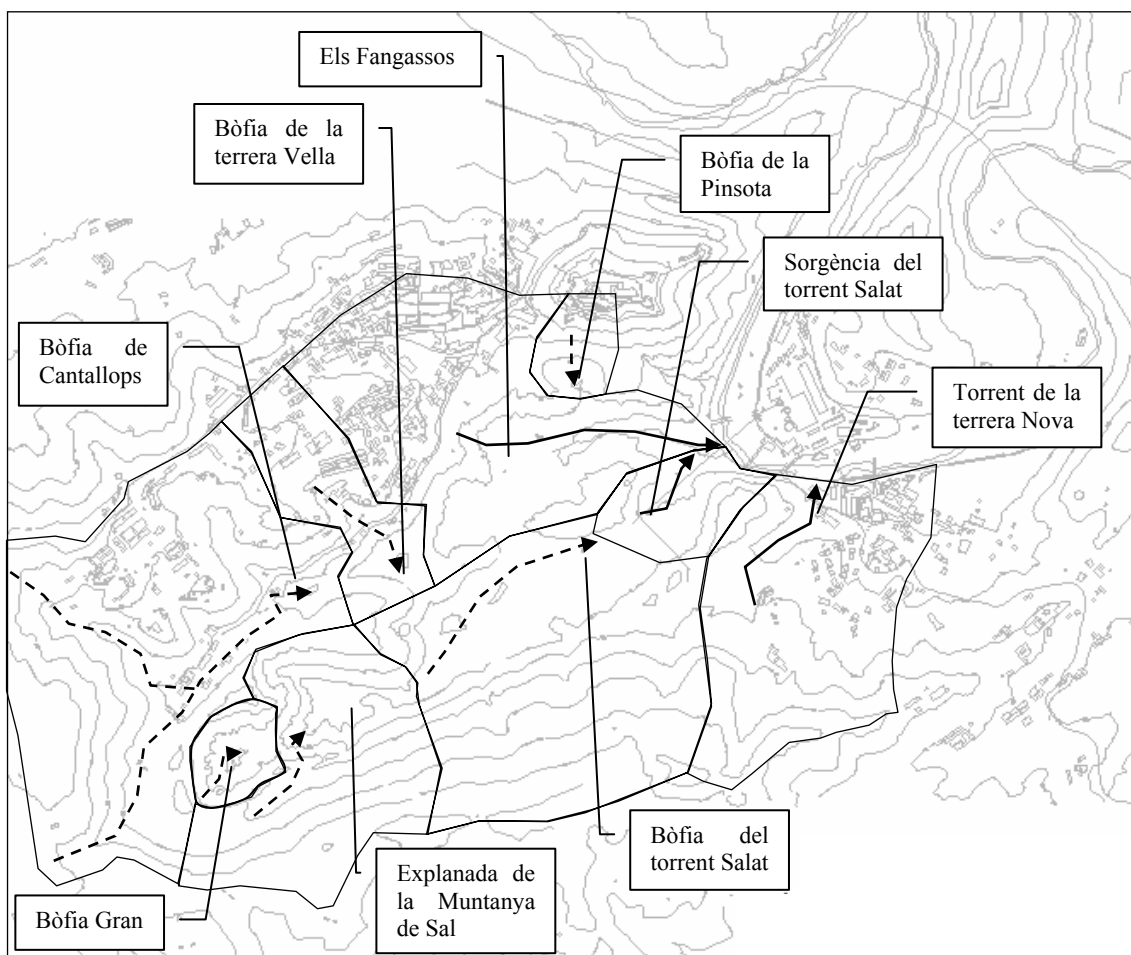 Els Fangassos
Bòfia de la
terrera Vella
Bòfia de la
Pinsota
Sorgència del
torrent Salat
Bòfia de
Cantallops
Torrent de la
terrera Nova
Bòfia del
torrent Salat
Explanada de
la Muntanya
de Sal
Bòfia Gran